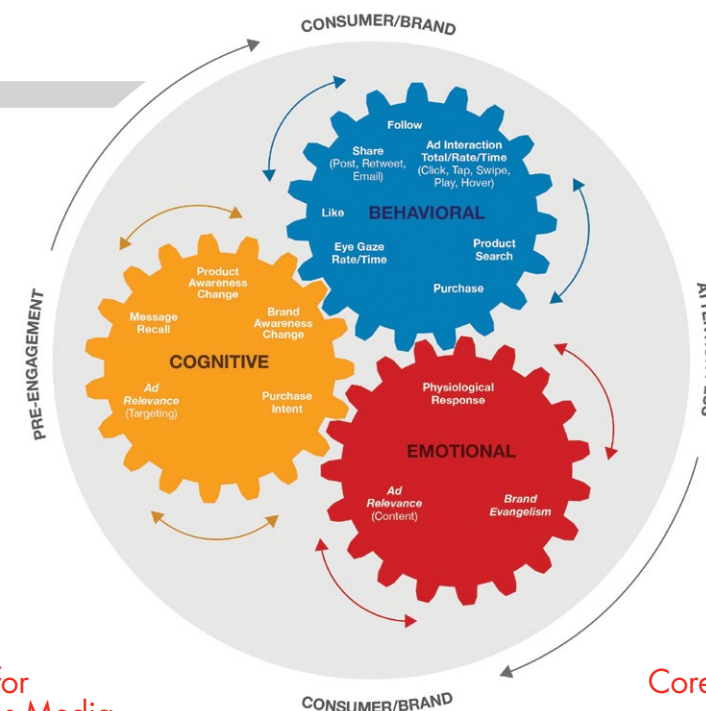 CONSUMER/BRAND
Follow
Share
(Post, Retweet,
Email)
Ad Interaction
Total/Rate/Time
(Click, Tap, Swipe,
Play, Hover)
Like
BEHAVIORAL
Eye Gaze
Rate/Time
Product
Search
Purchase
PRE-ENGAGEMENT
Product
Awareness
Change
Message
Recall
Brand
Awareness
Change
COGNITIVE
Ad
Relevance
(Targeting)
Purchase
Intent
Physiological
Response
EMOTIONAL
Ad
Relevance
(Content)
Brand
Evangelism
for
Media
Core
CONSUMER/BRAND